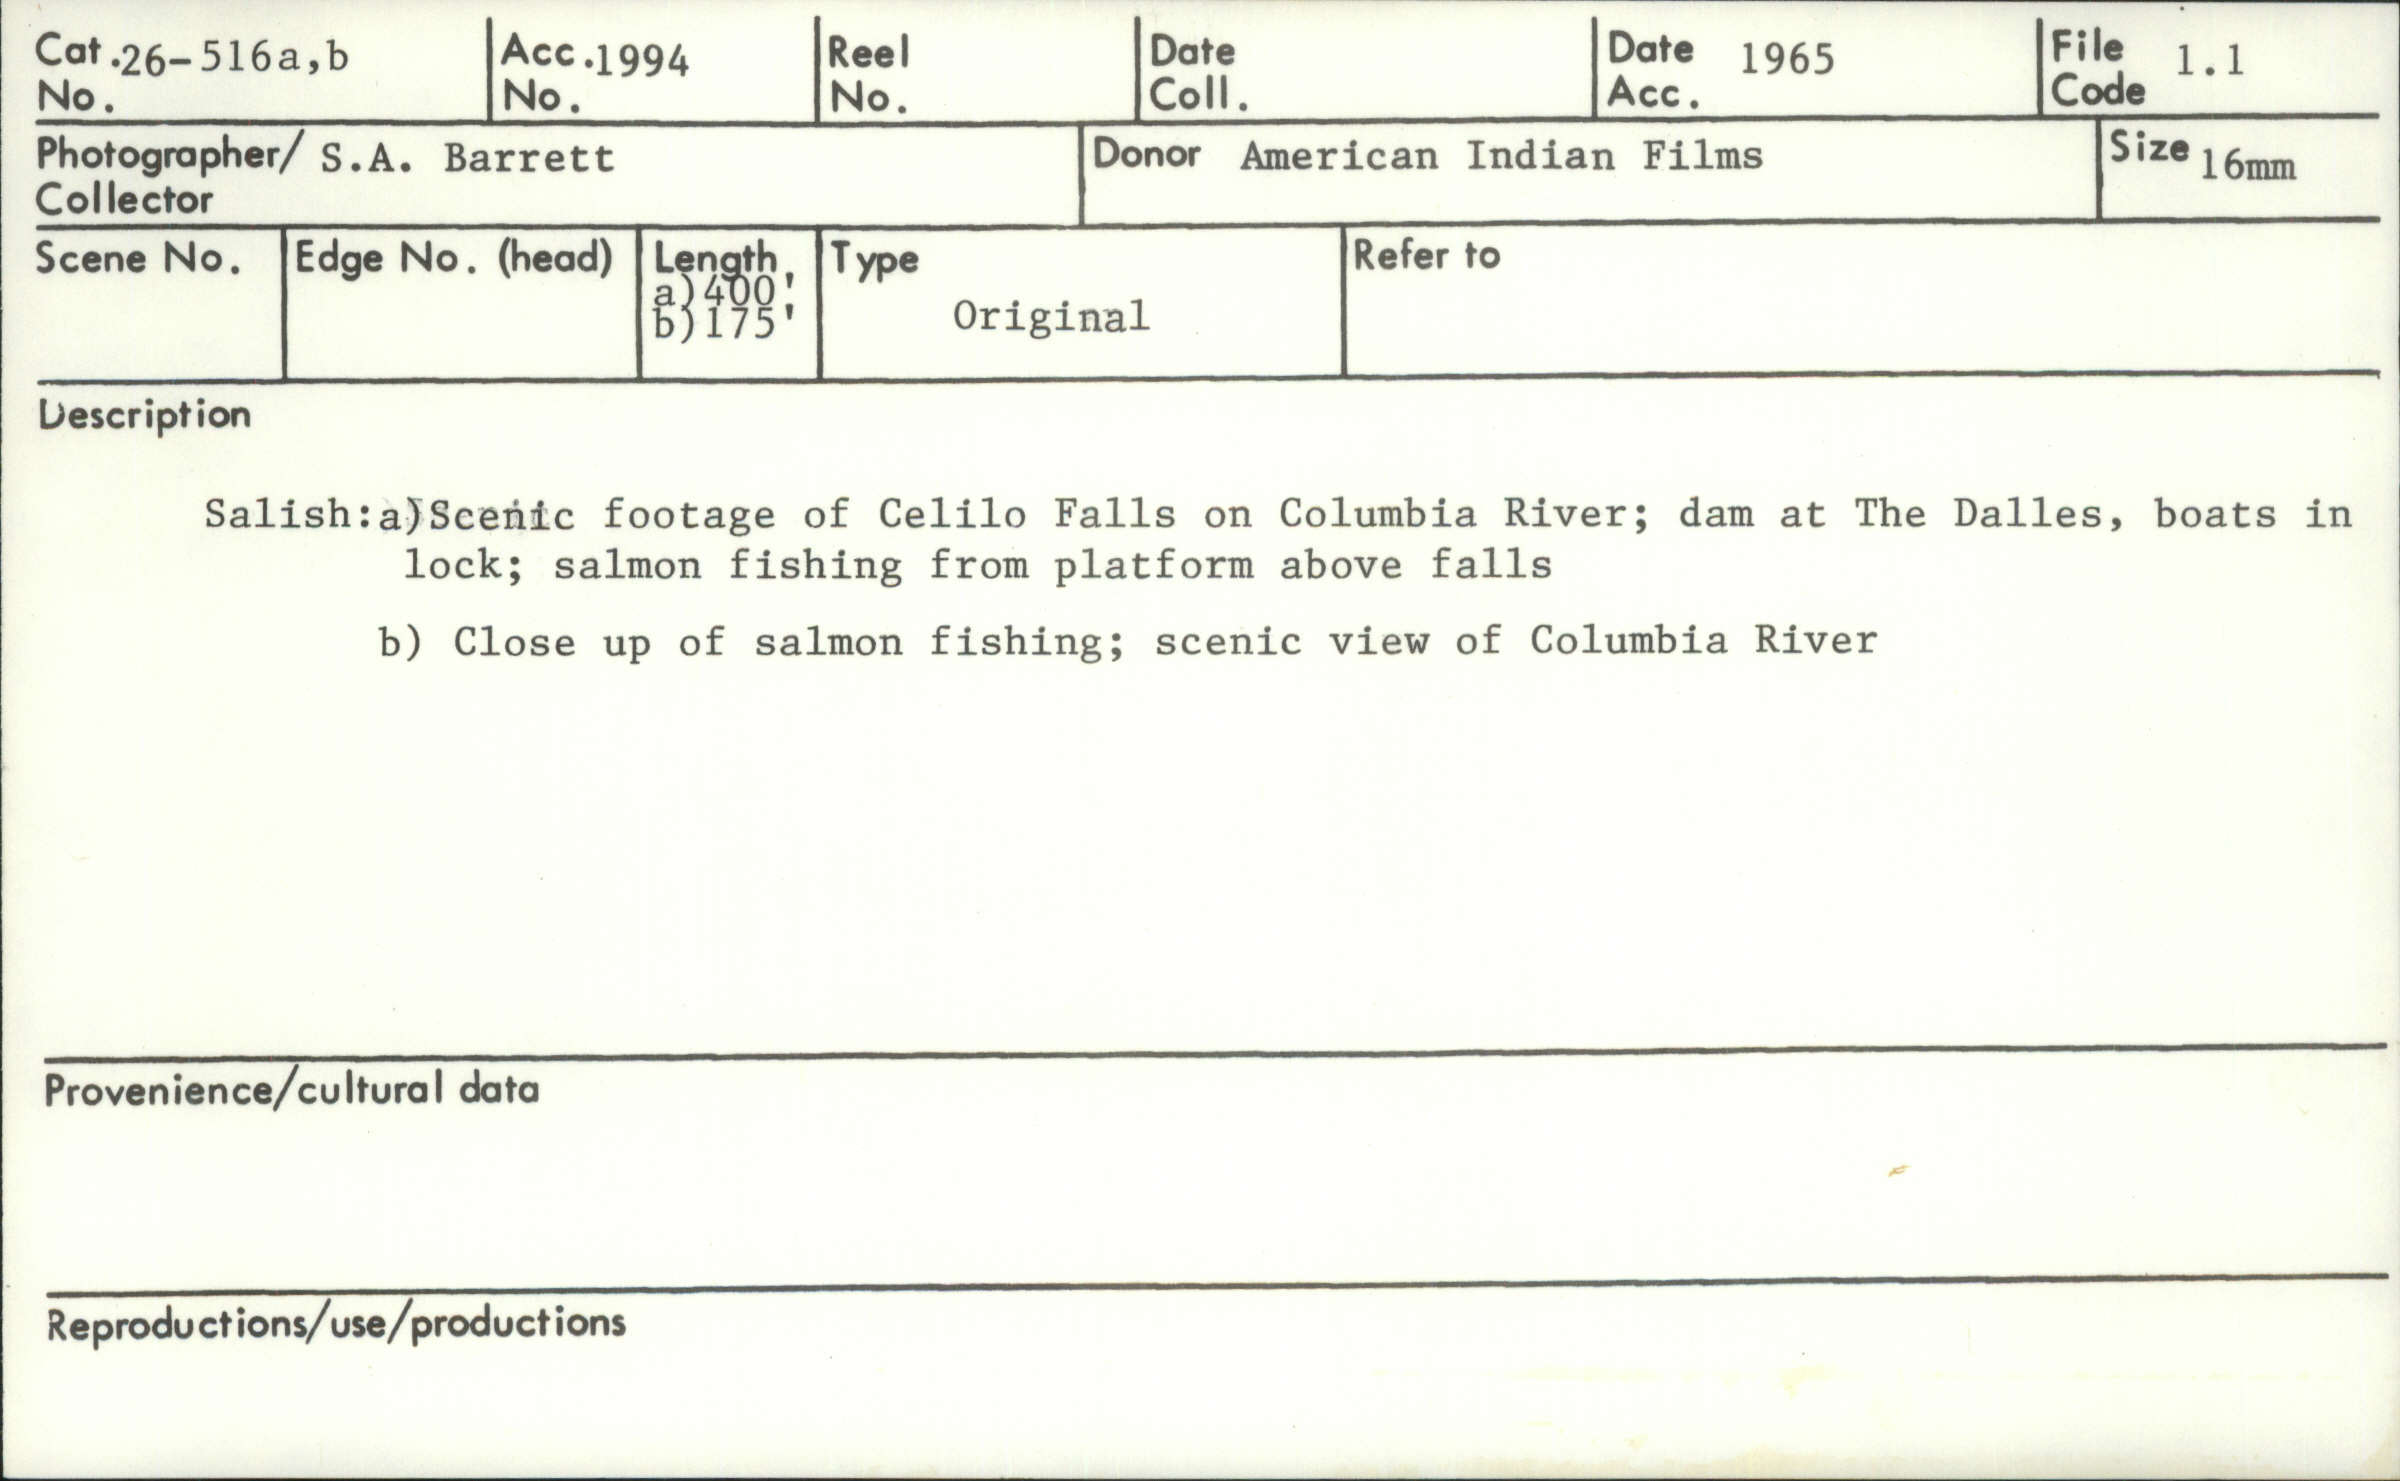 Cat. No. 26-516a,b Acc. No. 1994 Reel No. Date Coll. Date Acc. 1965 File Code 1.1
Photographer/Collector S.A. Barrett Donor American Indian Films Size 16mm
Scene No. Edge No. (head) Length Type Refer to
a)400'
b)175' Original
Description
Salish:a)Scenic footage of Celilo Falls on Columbia River; dam at The Dalles, boats in
lock; salmon fishing from platform above falls
b) Close up of salmon fishing; scenic view of Columbia River
Provenience/cultural data
Reproductions/use/productions